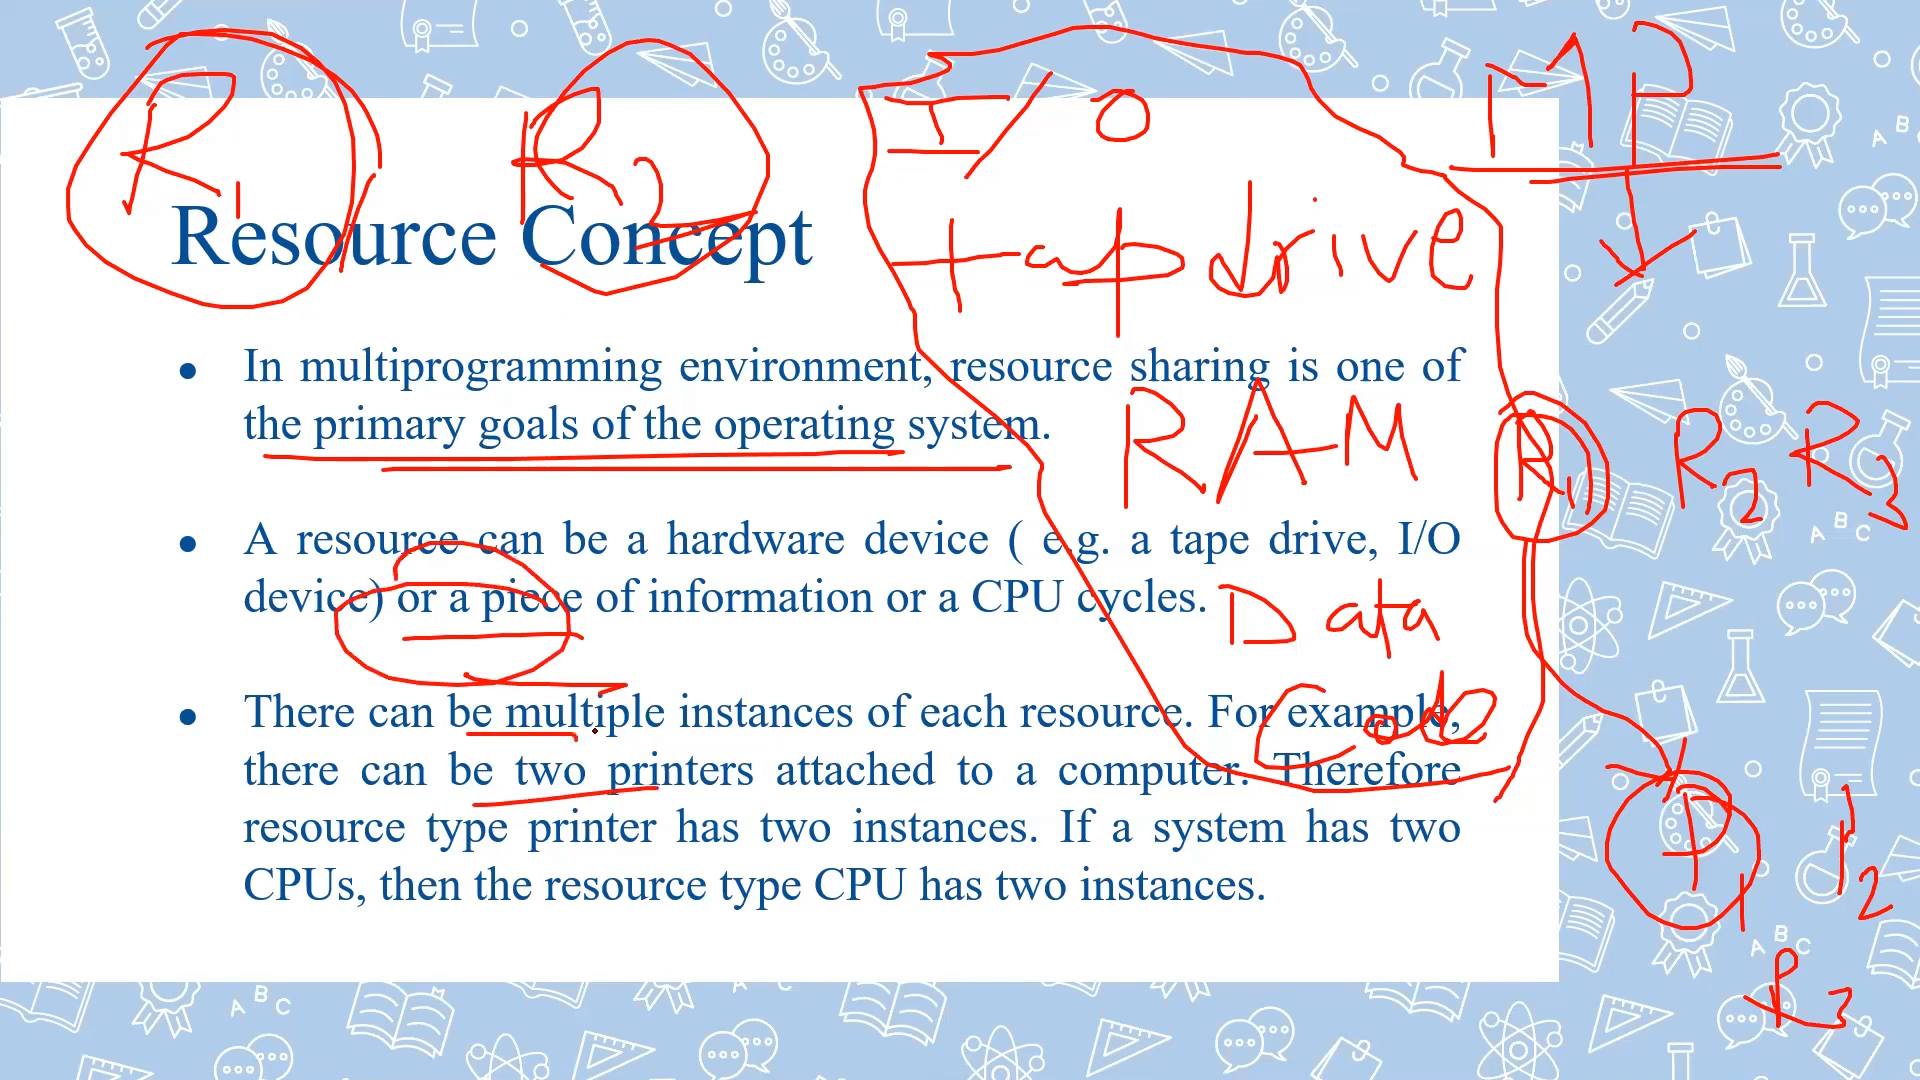 R1 R2 I/O MP
Resource Concept
tap drive
In multiprogramming environment, resource sharing is one of
the primary goals of the operating system.
RAM
R1 R2 R3
A resource can be a hardware device ( e.g. a tape drive, I/O
device) or a piece of information or a CPU cycles.
Data
There can be multiple instances of each resource. For example,
Code
there can be two printers attached to a computer. Therefore
resource type printer has two instances. If a system has two
CPUs, then the resource type CPU has two instances.
P1 P2
P3